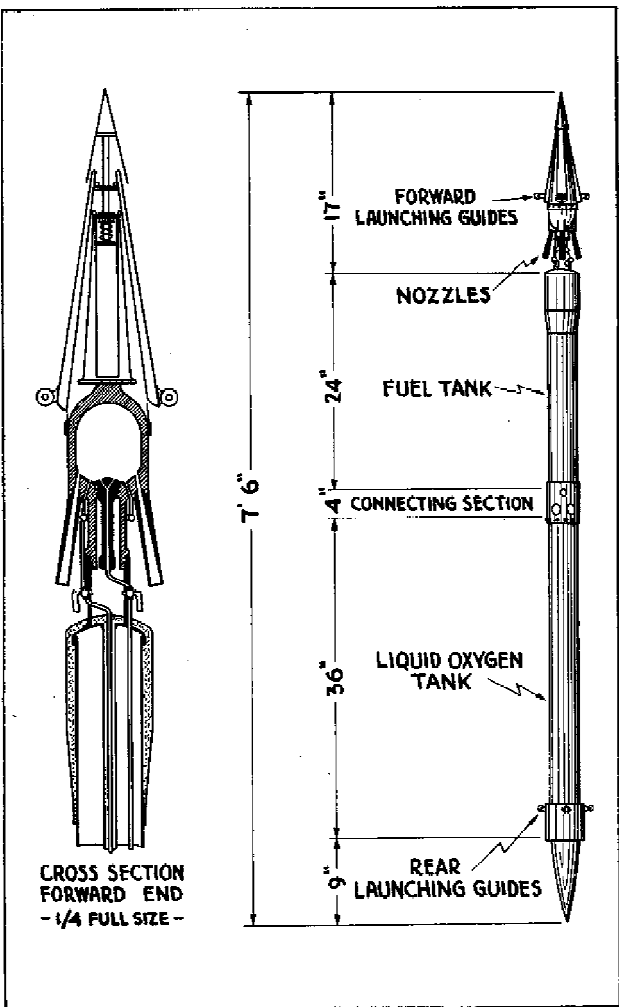 17"
FORWARD
LAUNCHING GUIDES
NOZZLES
24"
FUEL TANK
7' 6"
4"
CONNECTING SECTION
36"
LIQUID OXYGEN
TANK
9"
REAR
LAUNCHING GUIDES
CROSS SECTION
FORWARD END
- 1/4 FULL SIZE -